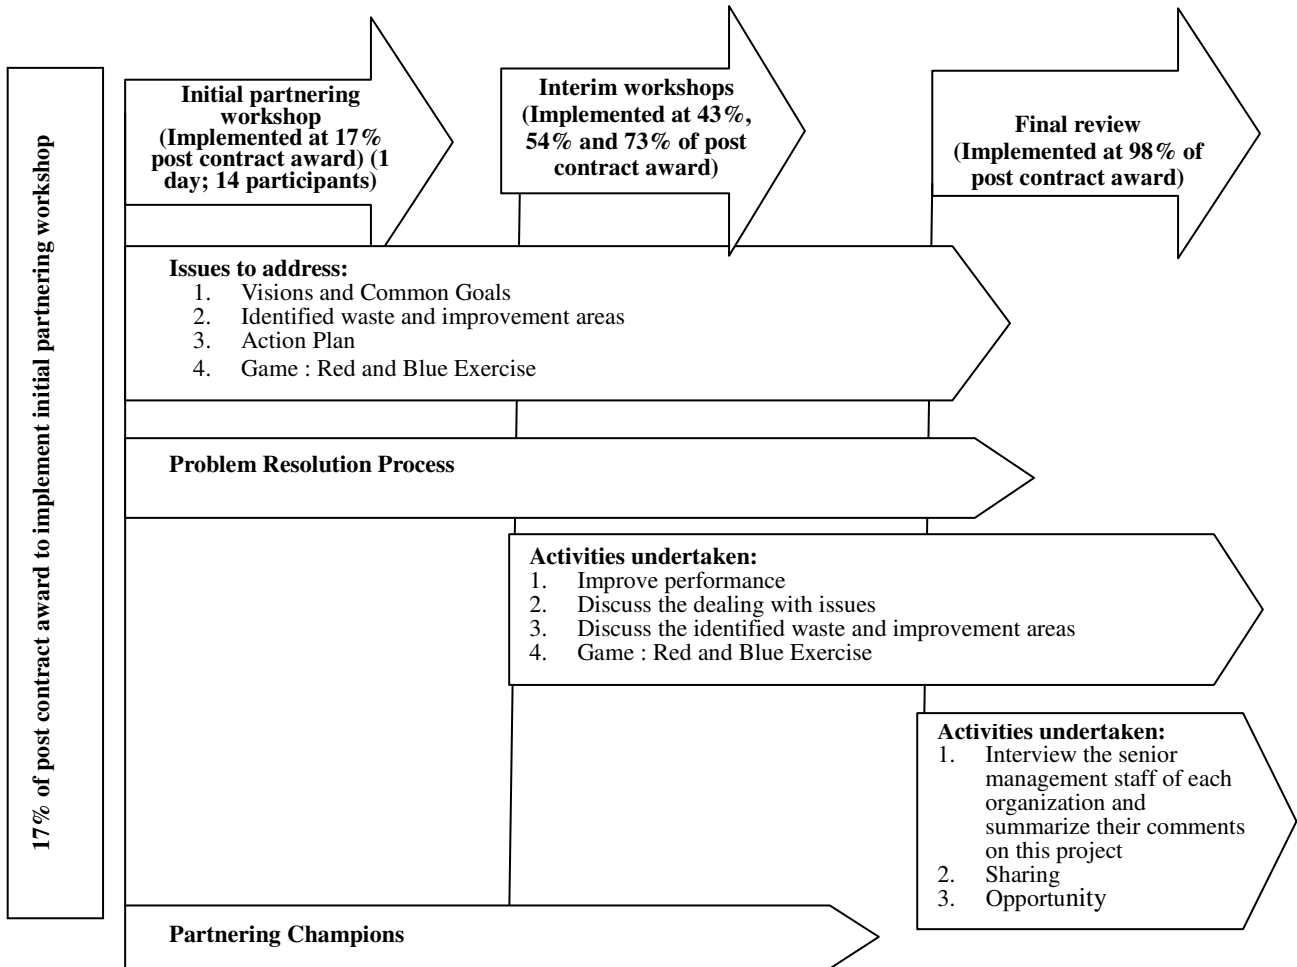 17% of post contract award to implement initial partnering workshop
Initial partnering
workshop
(Implemented at 17%
post contract award) (1
day; 14 participants)
Interim workshops
(Implemented at 43%,
54% and 73% of post
contract award)
Final review
(Implemented at 98% of
post contract award)
Issues to address:
1. Visions and Common Goals
2. Identified waste and improvement areas
3. Action Plan
4. Game : Red and Blue Exercise
Problem Resolution Process
Activities undertaken:
1. Improve performance
2. Discuss the dealing with issues
3. Discuss the identified waste and improvement areas
4. Game : Red and Blue Exercise
Activities undertaken:
1. Interview the senior
management staff of each
organization and
summarize their comments
on this project
2. Sharing
3. Opportunity
Partnering Champions